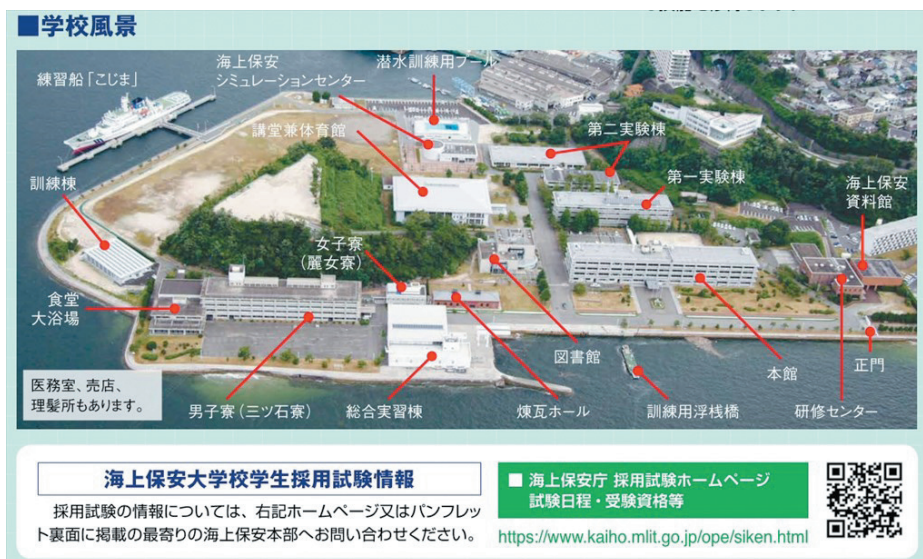 ■学校風景
練習船「こじま」
海上保安
シミュレーションセンター
潜水訓練用プール
講堂兼体育館
第二実験棟
第一実験棟
海上保安
資料館
訓練棟
女子寮
(麗女寮)
食堂
大浴場
図書館
本館
正門
医務室、売店、
理髪所もあります。
男子寮(三ツ石寮)
総合実習棟
煉瓦ホール
訓練用浮桟橋
研修センター
海上保安大学校学生採用試験情報
採用試験の情報については、右記ホームページ又はパンフレッ
ト裏面に掲載の最寄りの海上保安本部へお問い合わせください。
■ 海上保安庁 採用試験ホームページ
試験日程・受験資格等
https://www.kaiho.mlit.go.jp/ope/siken.html